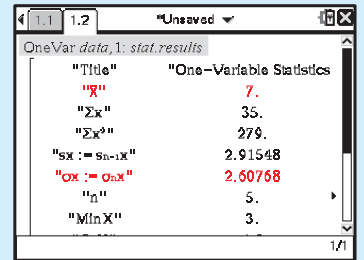 1.1 1.2 *Unsaved
OneVar data,1: stat.results
"Title" "One–Variable Statistics
"x̄" 7.
"Σx" 35.
"Σx²" 279.
"sx := sn-1x" 2.91548
"σx := σnx" 2.60768
"n" 5.
"MinX" 3.
1/1